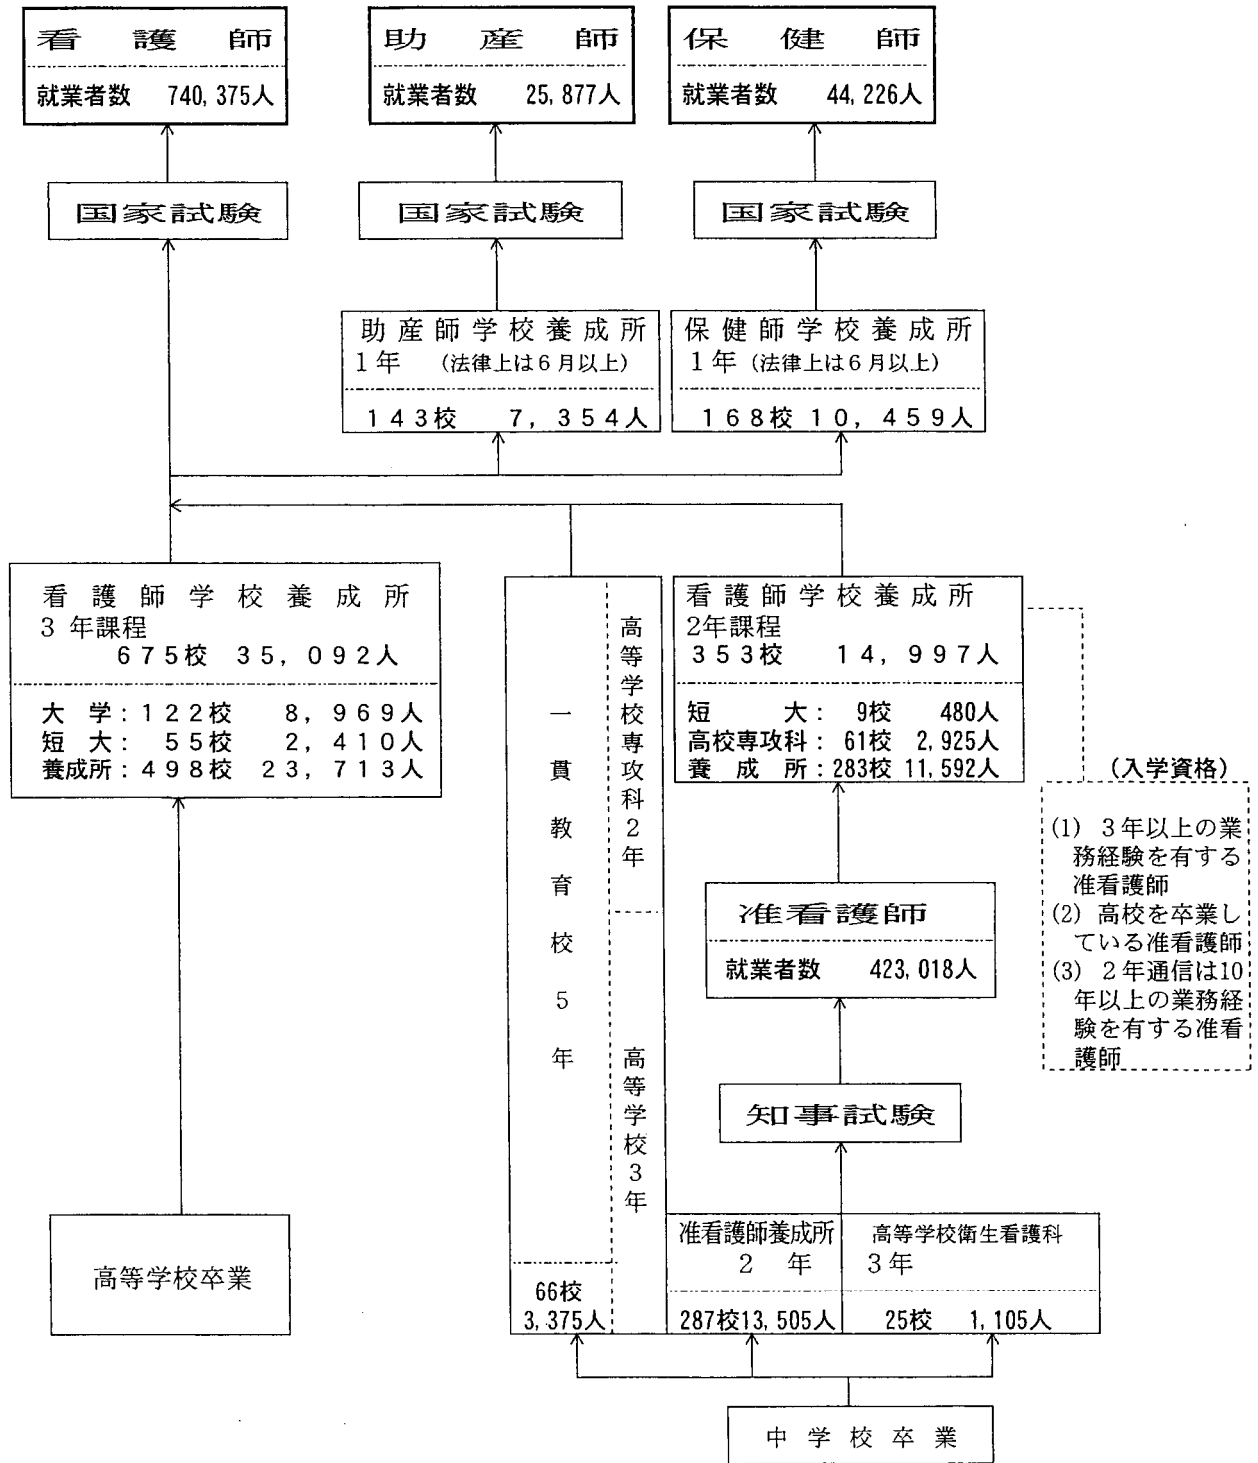 看護師
就業者数 740,375人
助産師
就業者数 25,877人
保健師
就業者数 44,226人
国家試験
国家試験
国家試験
助産師学校養成所
1年 (法律上は6月以上)
143校 7,354人
保健師学校養成所
1年 (法律上は6月以上)
168校 10,459人
看護師学校養成所
3年課程
675校 35,092人
大学:122校 8,969人
短大: 55校 2,410人
養成所:498校 23,713人
一貫教育校5年
66校
3,375人
高等学校専攻科2年
高等学校3年
看護師学校養成所
2年課程
353校 14,997人
短大: 9校 480人
高校専攻科: 61校 2,925人
養成所:283校 11,592人
(入学資格)
(1) 3年以上の業
務経験を有する
准看護師
(2) 高校を卒業し
ている准看護師
(3) 2年通信は10
年以上の業務経
験を有する准看
護師
准看護師
就業者数 423,018人
知事試験
准看護師養成所
2年
287校13,505人
高等学校衛生看護科
3年
25校 1,105人
高等学校卒業
中学校卒業